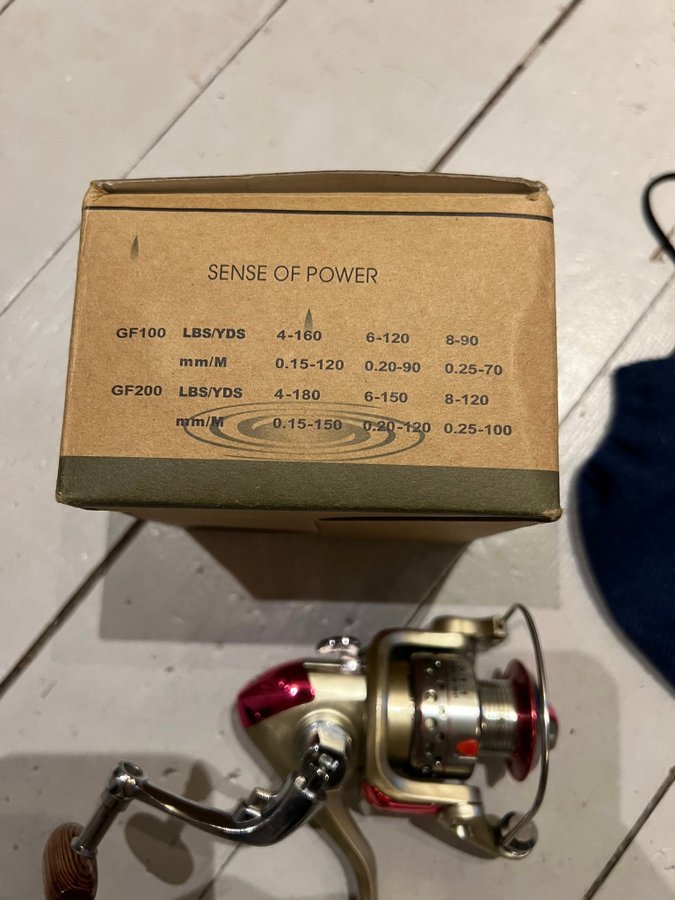 SENSE OF POWER
GF100 LBS/YDS 4-160 6-120 8-90
mm/M 0.15-120 0.20-90 0.25-70
GF200 LBS/YDS 4-180 6-150 8-120
mm/M 0.15-150 0.20-120 0.25-100